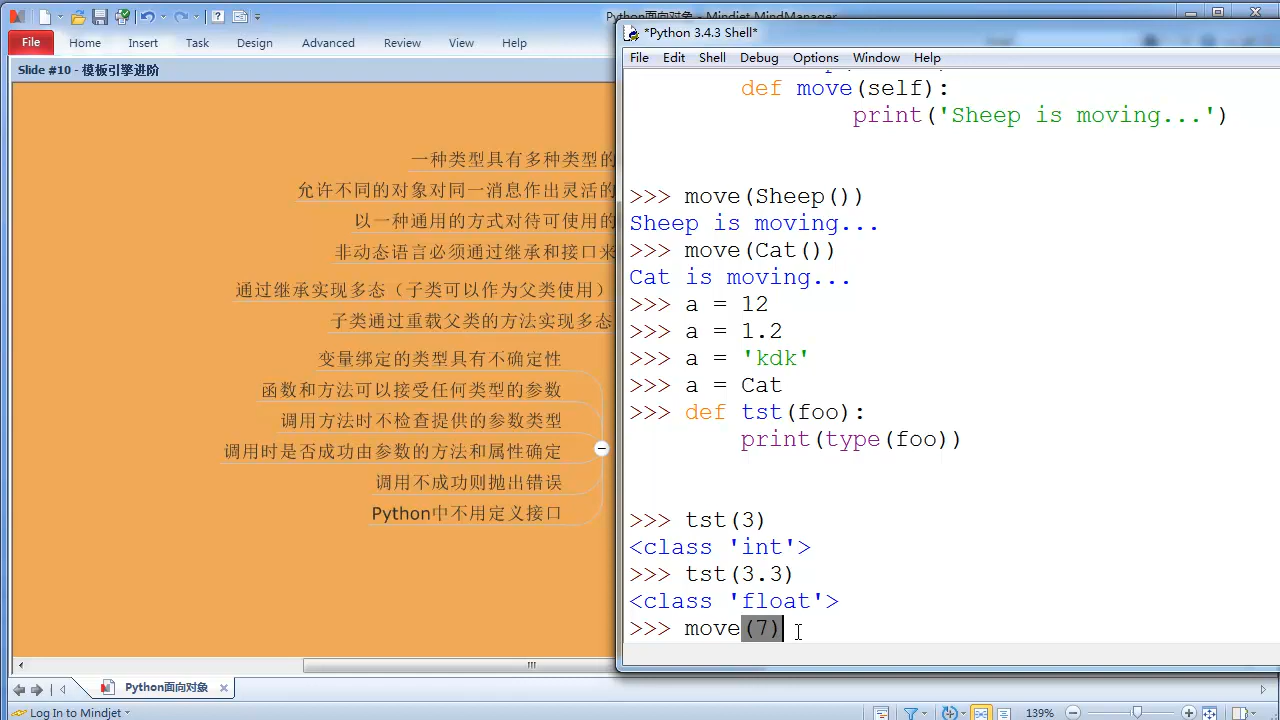 Python面向对象 - Mindjet MindManager
File Home Insert Task Design Advanced Review View Help
Slide #10 - 模板引擎进阶
一种类型具有多种类型的
允许不同的对象对同一消息作出灵活的
以一种通用的方式对待可使用的
非动态语言必须通过继承和接口来
通过继承实现多态（子类可以作为父类使用）
子类通过重载父类的方法实现多态
变量绑定的类型具有不确定性
函数和方法可以接受任何类型的参数
调用方法时不检查提供的参数类型
调用时是否成功由参数的方法和属性确定
调用不成功则抛出错误
Python中不用定义接口
*Python 3.4.3 Shell*
File Edit Shell Debug Options Window Help
def move(self):
print('Sheep is moving...')
>>> move(Sheep())
Sheep is moving...
>>> move(Cat())
Cat is moving...
>>> a = 12
>>> a = 1.2
>>> a = 'kdk'
>>> a = Cat
>>> def tst(foo):
print(type(foo))
>>> tst(3)
<class 'int'>
>>> tst(3.3)
<class 'float'>
>>> move(7)
Python面向对象
Log In to Mindjet
139%